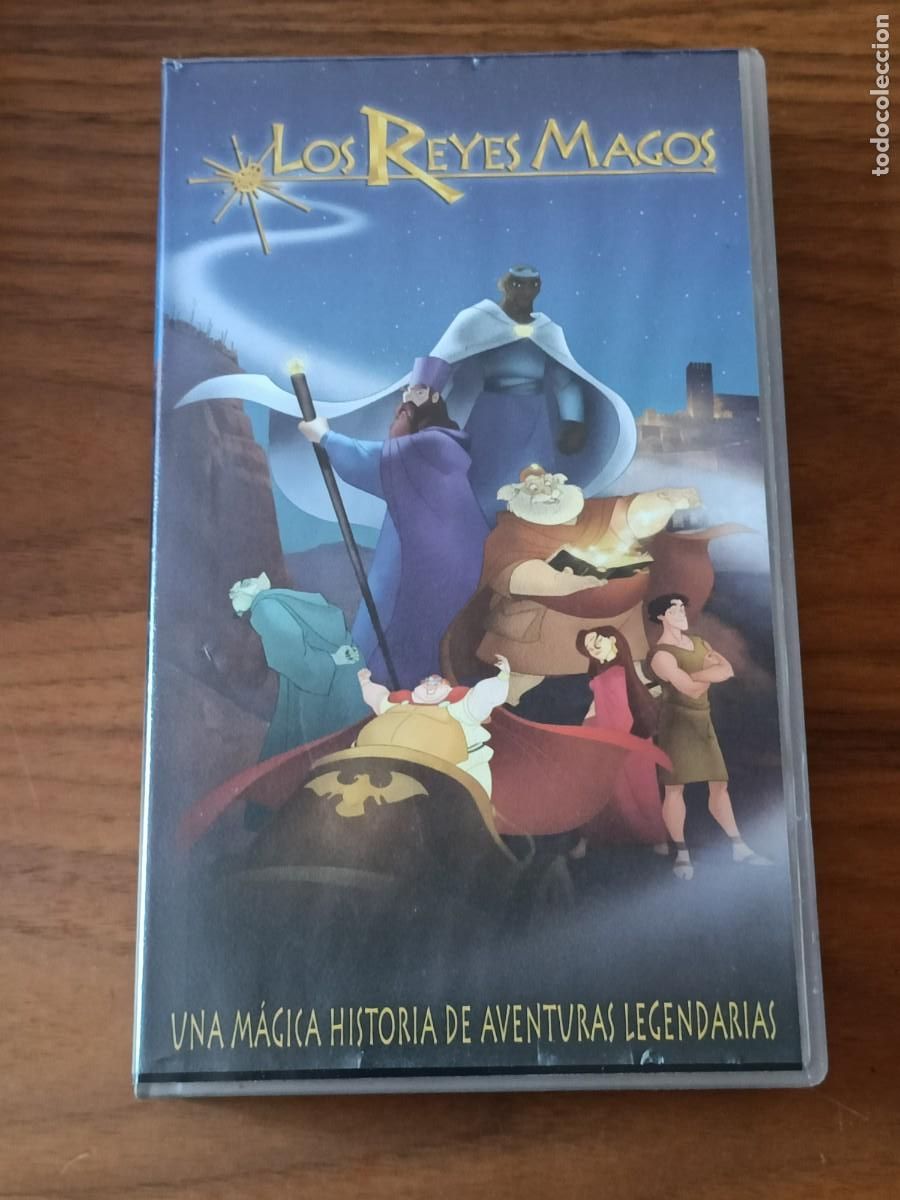 LOS REYES MAGOS
UNA MÁGICA HISTORIA DE AVENTURAS LEGENDARIAS
todocoleccion